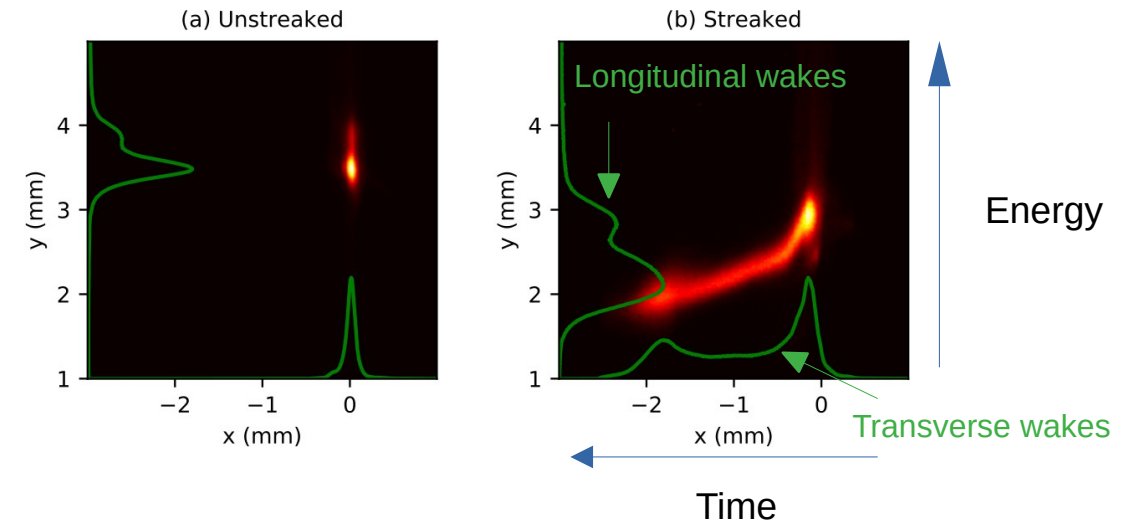 (a) Unstreaked
(b) Streaked
Longitudinal wakes
4
3
2
1
y (mm)
−2 −1 0
x (mm)
4
3
2
1
y (mm)
−2 −1 0
x (mm)
Energy
Transverse wakes
Time